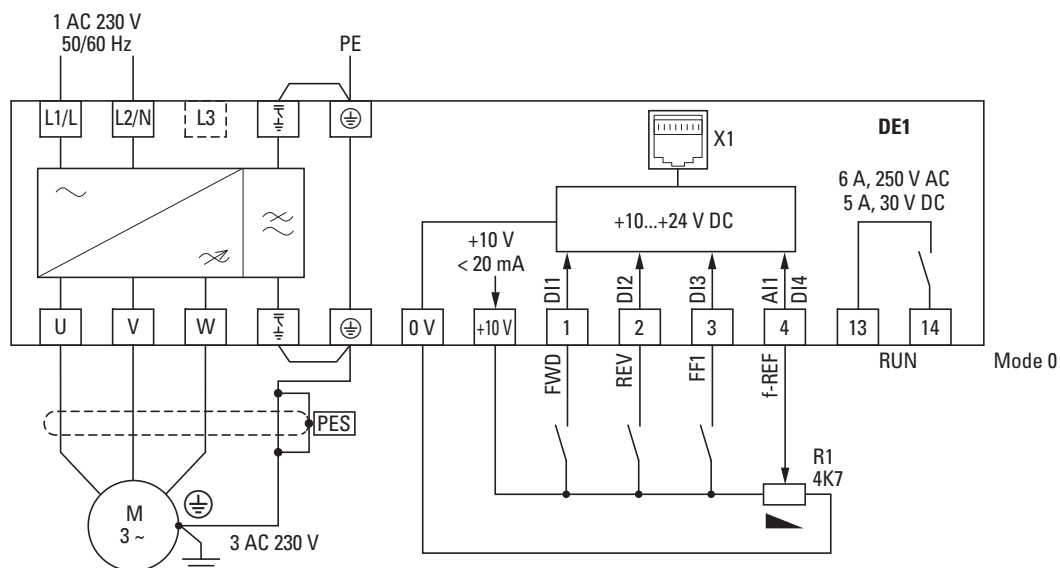 1 AC 230 V
50/60 Hz
PE
L1/L
L2/N
L3
DE1
X1
6 A, 250 V AC
5 A, 30 V DC
+10...+24 V DC
+10 V
< 20 mA
DI1
DI2
DI3
AI1
DI4
U
V
W
0 V
+10 V
1
2
3
4
13
14
FWD
REV
FF1
f-REF
RUN
Mode 0
PES
R1
4K7
M
3 ~
3 AC 230 V